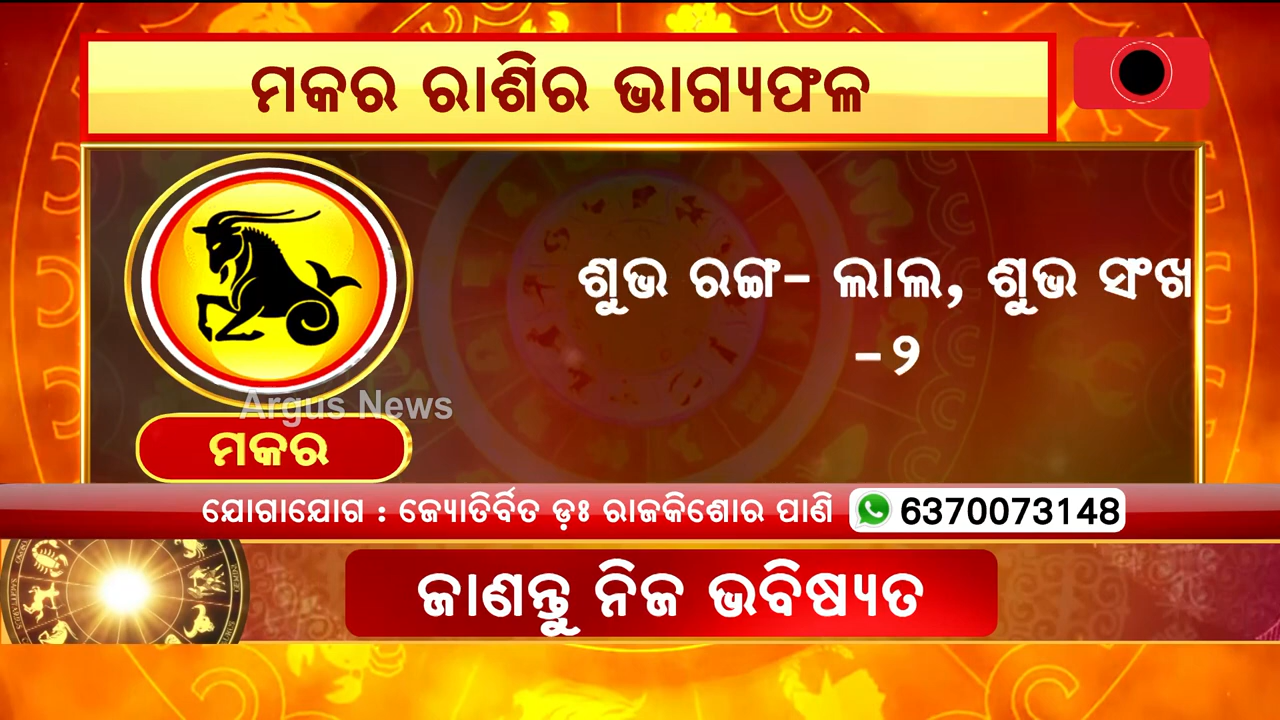 ମକର ରାଶିର ଭାଗ୍ୟଫଳ
ଶୁଭ ରଙ୍ଗ- ଲାଲ, ଶୁଭ ସଂଖ
-୨
Argus News
ମକର
ଯୋଗାଯୋଗ : ଜ୍ୟୋତିର୍ବିତ ଡ଼ଃ ରାଜକିଶୋର ପାଣି 6370073148
ଜାଣନ୍ତୁ ନିଜ ଭବିଷ୍ୟତ